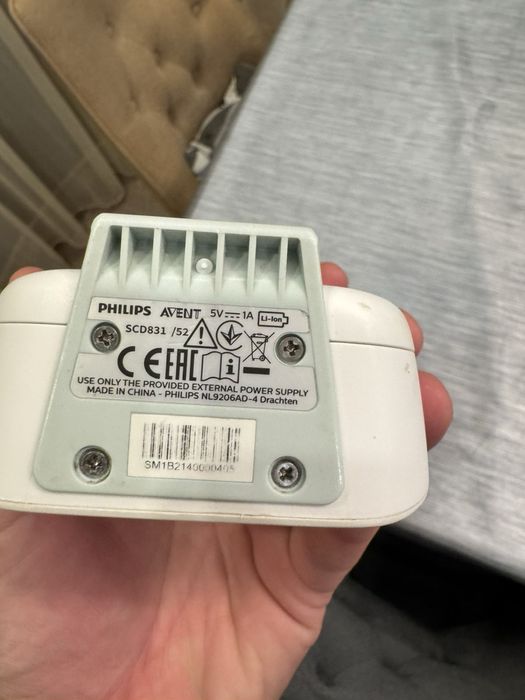 PHILIPS AVENT 5V 1A Li-Ion
SCD831 /52
CE EAC i
USE ONLY THE PROVIDED EXTERNAL POWER SUPPLY
MADE IN CHINA - PHILIPS NL9206AD-4 Drachten
SM1B2140000495